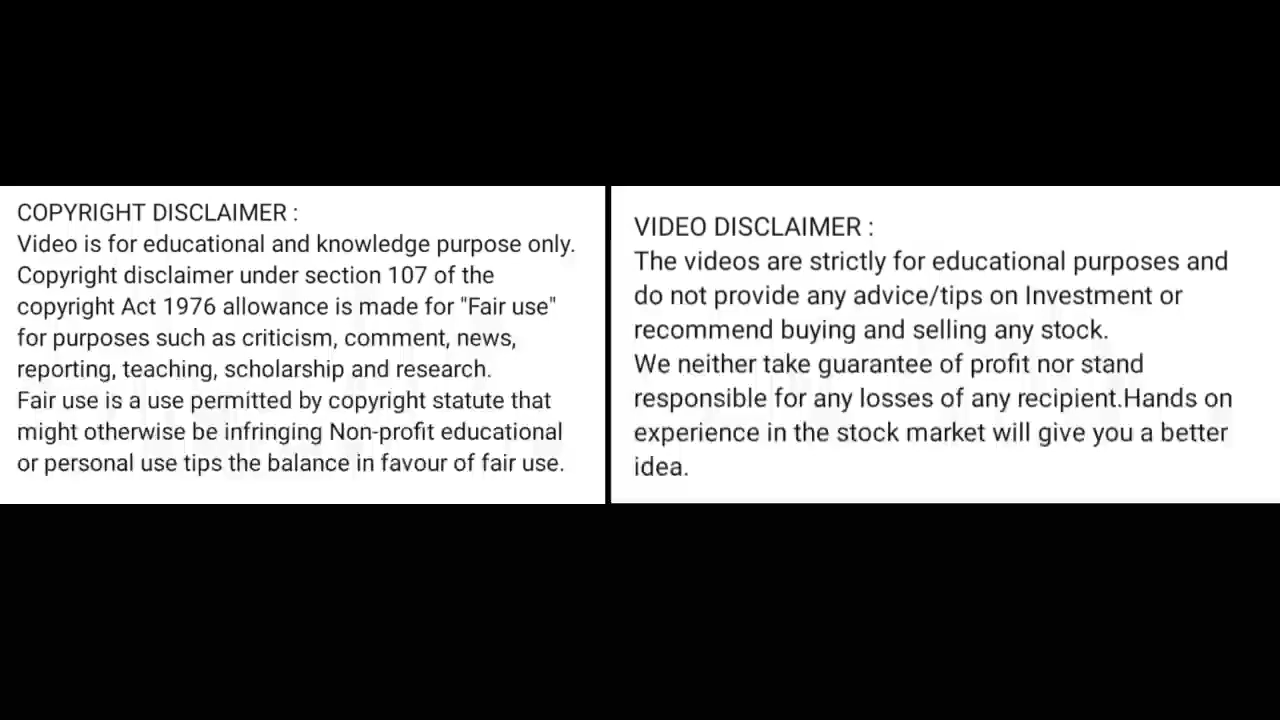 COPYRIGHT DISCLAIMER :
Video is for educational and knowledge purpose only.
Copyright disclaimer under section 107 of the
copyright Act 1976 allowance is made for "Fair use"
for purposes such as criticism, comment, news,
reporting, teaching, scholarship and research.
Fair use is a use permitted by copyright statute that
might otherwise be infringing Non-profit educational
or personal use tips the balance in favour of fair use.
VIDEO DISCLAIMER :
The videos are strictly for educational purposes and
do not provide any advice/tips on Investment or
recommend buying and selling any stock.
We neither take guarantee of profit nor stand
responsible for any losses of any recipient.Hands on
experience in the stock market will give you a better
idea.